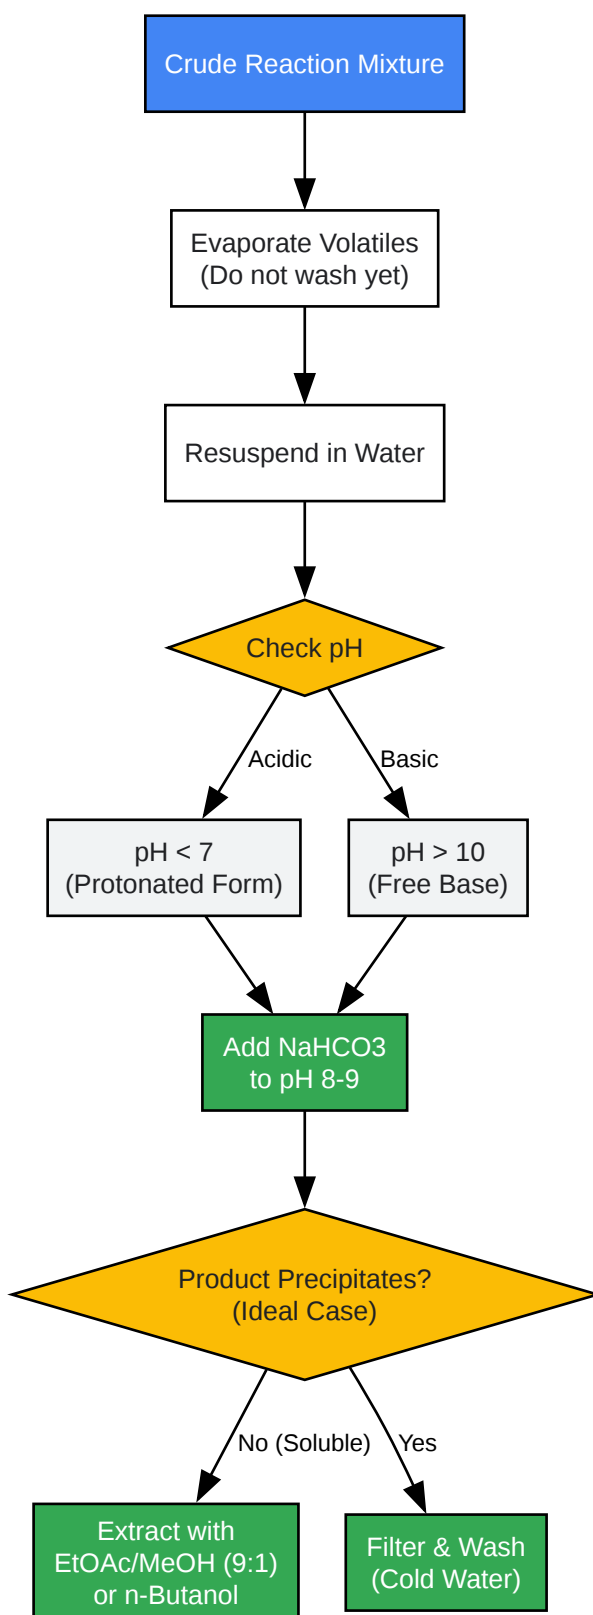 Crude Reaction Mixture
Evaporate Volatiles
(Do not wash yet)
Resuspend in Water
Check pH
Acidic
Basic
pH < 7
(Protonated Form)
pH > 10
(Free Base)
Add NaHCO3
to pH 8-9
Product Precipitates?
(Ideal Case)
No (Soluble)
Yes
Extract with
EtOAc/MeOH (9:1)
or n-Butanol
Filter & Wash
(Cold Water)